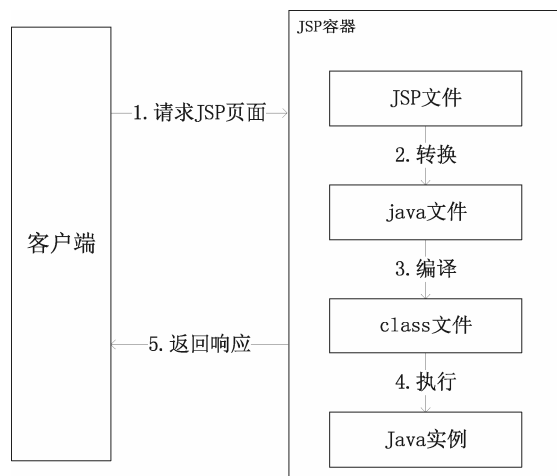 JSP容器
JSP文件
1.请求JSP页面
2.转换
java文件
客户端
3.编译
class文件
5.返回响应
4.执行
Java实例